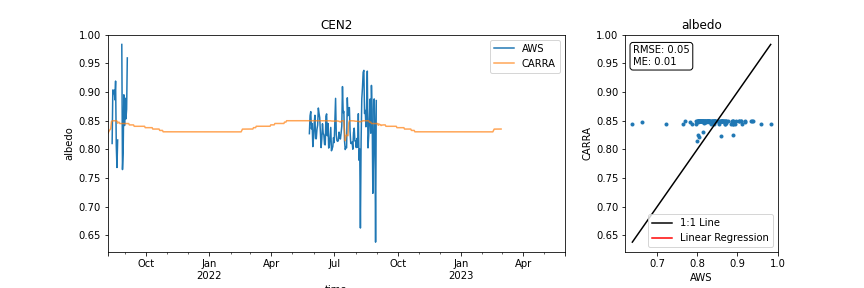 CEN2
1.00
0.95
0.90
0.85
0.80
0.75
0.70
0.65
albedo
AWS
CARRA
Oct
Jan
2022
Apr
Jul
Oct
Jan
2023
Apr
time
albedo
1.00
0.95
0.90
0.85
0.80
0.75
0.70
0.65
CARRA
RMSE: 0.05
ME: 0.01
1:1 Line
Linear Regression
0.7
0.8
0.9
1.0
AWS